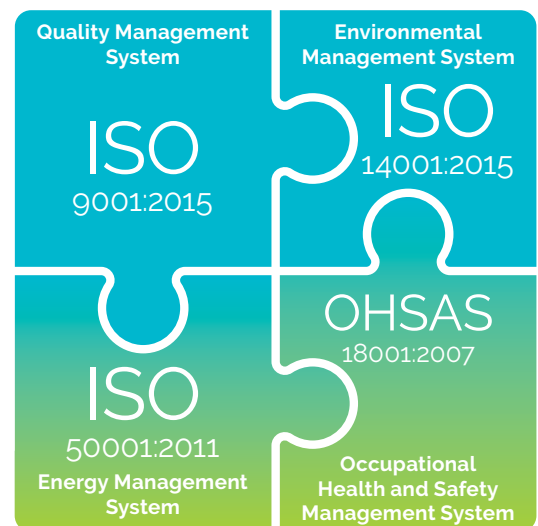 Quality Management
System
ISO
9001:2015
Environmental
Management System
ISO
14001:2015
ISO
50001:2011
Energy Management
System
OHSAS
18001:2007
Occupational
Health and Safety
Management System